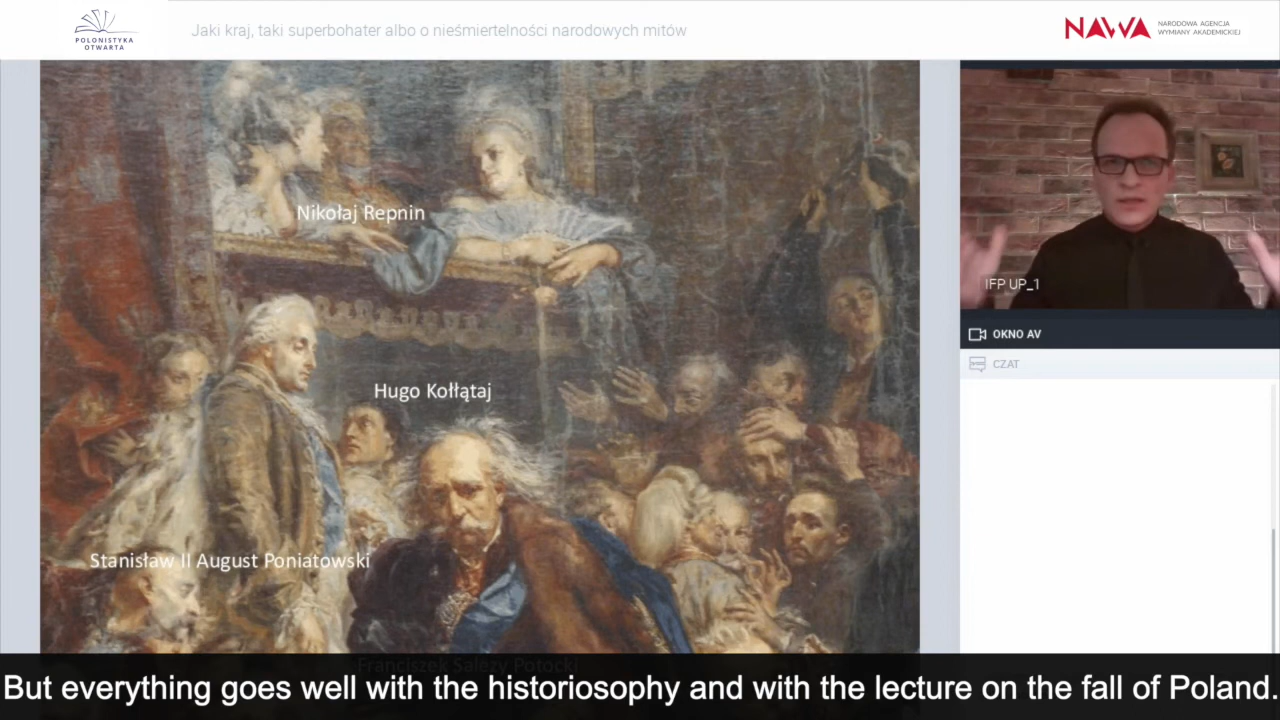 POLONISTYKA
OTWARTA
Jaki kraj, taki superbohater albo o nieśmiertelności narodowych mitów
NAWA
NARODOWA AGENCJA
WYMIANY AKADEMICKIEJ
Nikołaj Repnin
IFP UP_1
OKNO AV
CZAT
Hugo Kołłątaj
Stanisław II August Poniatowski
Franciszek Salezy Potocki
But everything goes well with the historiosophy and with the lecture on the fall of Poland.